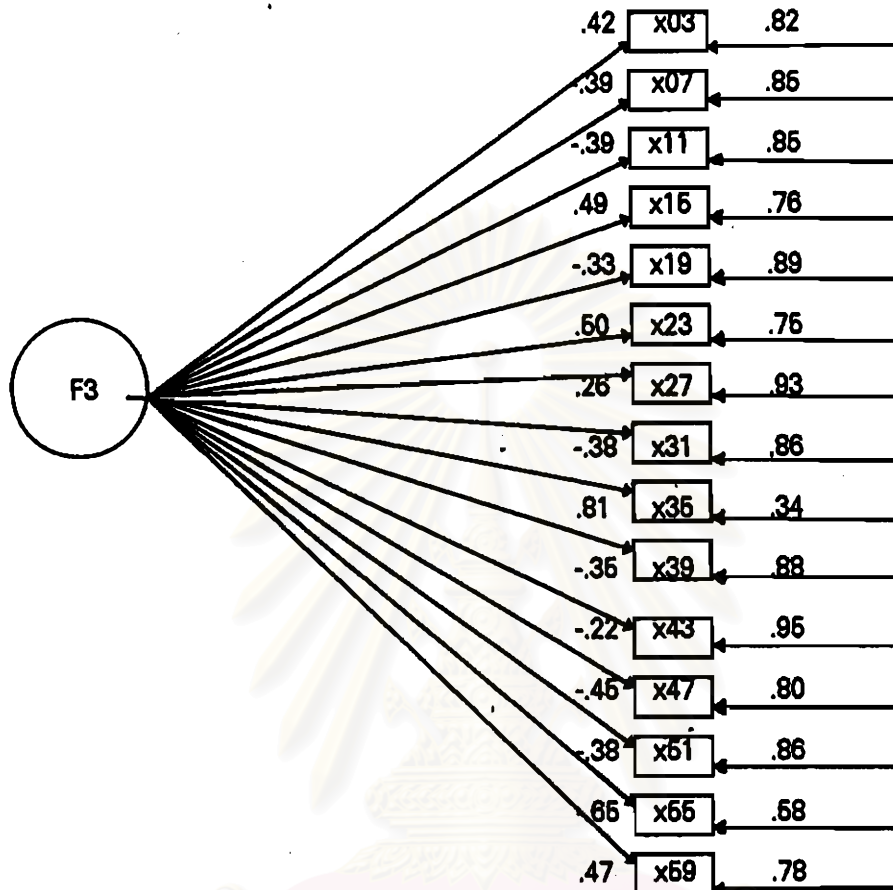 .42 x03 .82
-.39 x07 .85
-.39 x11 .85
.49 x15 .76
-.33 x19 .89
.50 x23 .75
F3
.26 x27 .93
-.38 x31 .86
.81 x35 .34
-.35 x39 .88
-.22 x43 .95
-.45 x47 .80
-.38 x51 .86
.65 x55 .58
.47 x59 .78